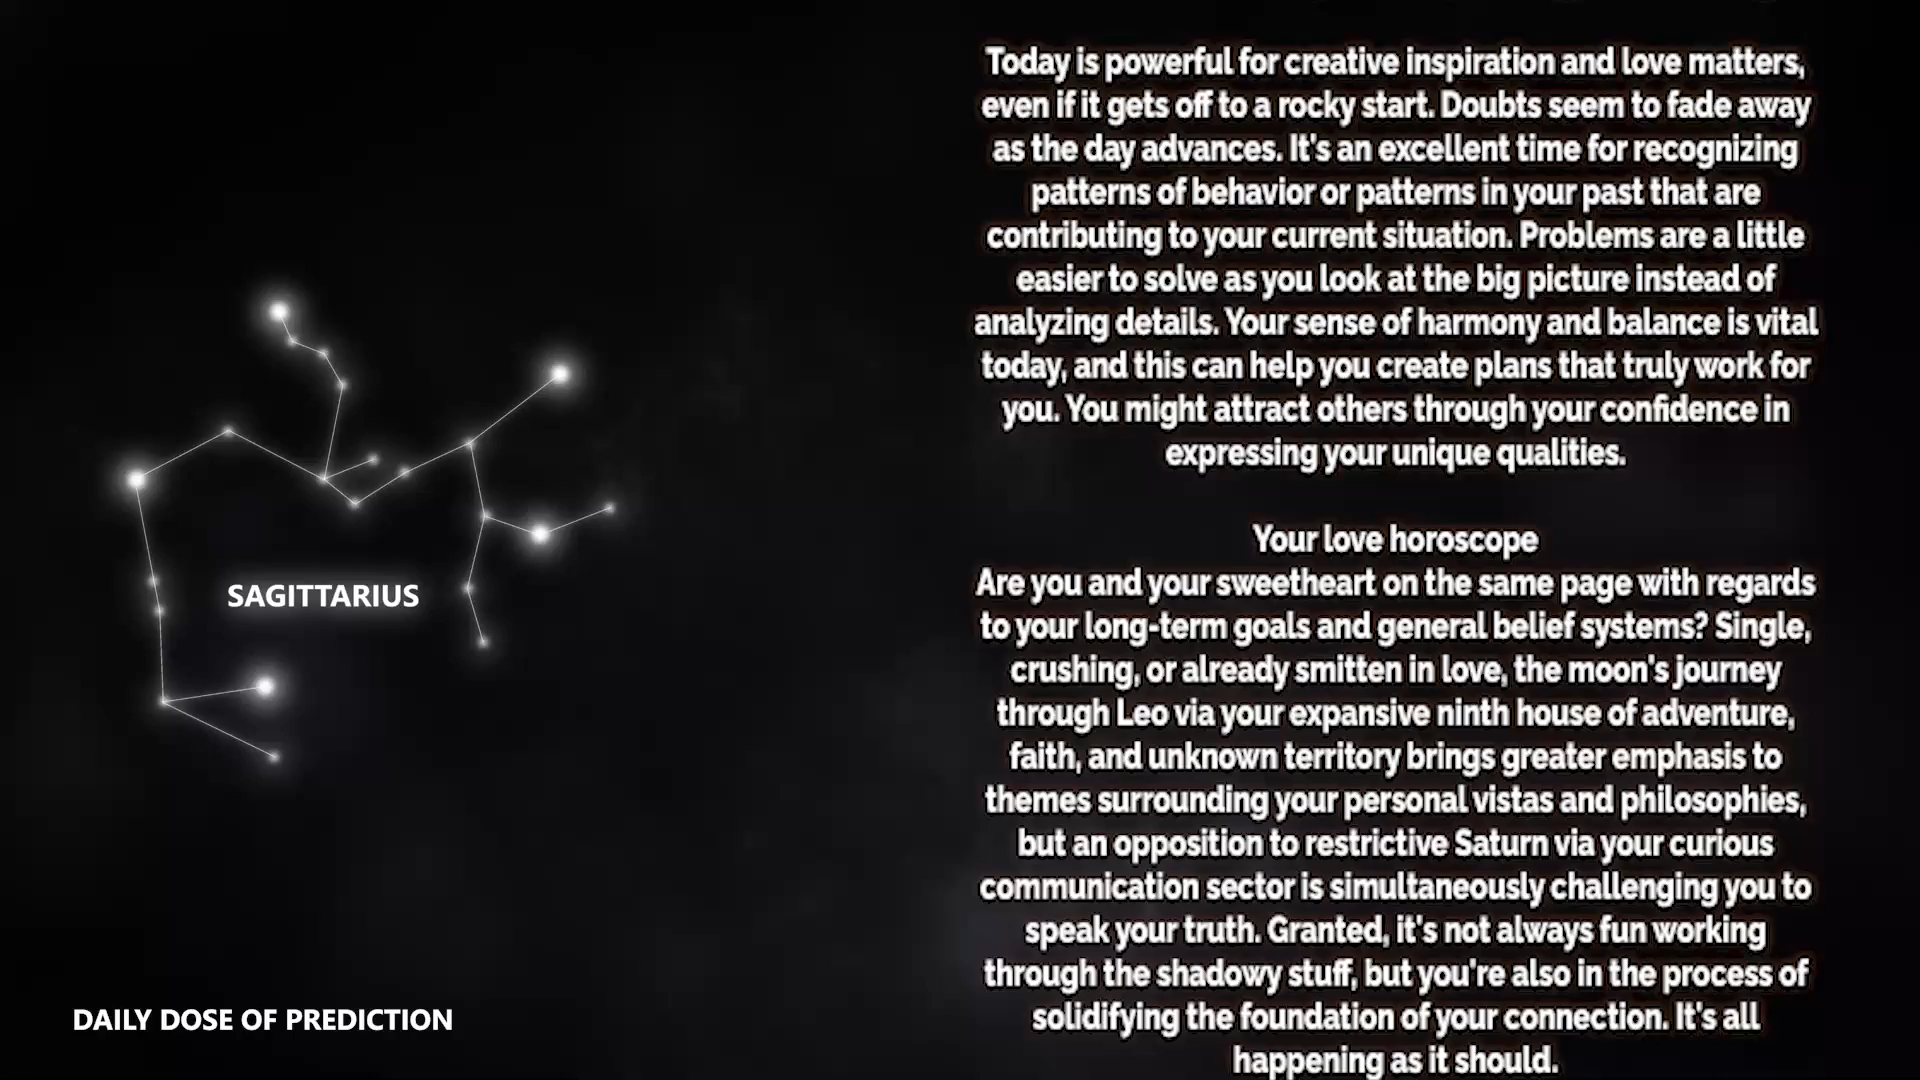 Today is powerful for creative inspiration and love matters,
even if it gets off to a rocky start. Doubts seem to fade away
as the day advances. It's an excellent time for recognizing
patterns of behavior or patterns in your past that are
contributing to your current situation. Problems are a little
easier to solve as you look at the big picture instead of
analyzing details. Your sense of harmony and balance is vital
today, and this can help you create plans that truly work for
you. You might attract others through your confidence in
expressing your unique qualities.
Your love horoscope
Are you and your sweetheart on the same page with regards
to your long-term goals and general belief systems? Single,
crushing, or already smitten in love, the moon's journey
through Leo via your expansive ninth house of adventure,
faith, and unknown territory brings greater emphasis to
themes surrounding your personal vistas and philosophies,
but an opposition to restrictive Saturn via your curious
communication sector is simultaneously challenging you to
speak your truth. Granted, it's not always fun working
through the shadowy stuff, but you're also in the process of
solidifying the foundation of your connection. It's all
happening as it should.
SAGITTARIUS
DAILY DOSE OF PREDICTION